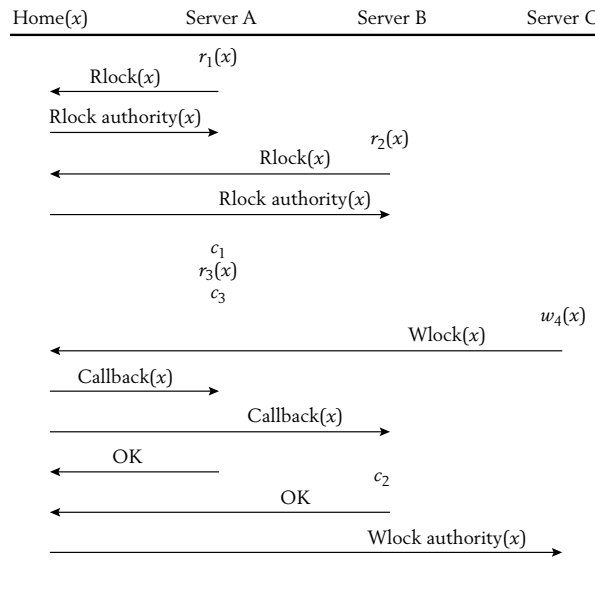 Home(x) Server A Server B Server C
r1(x)
Rlock(x)
Rlock authority(x)
r2(x)
Rlock(x)
Rlock authority(x)
c1
r3(x)
c3
w4(x)
Wlock(x)
Callback(x)
Callback(x)
OK
c2
OK
Wlock authority(x)